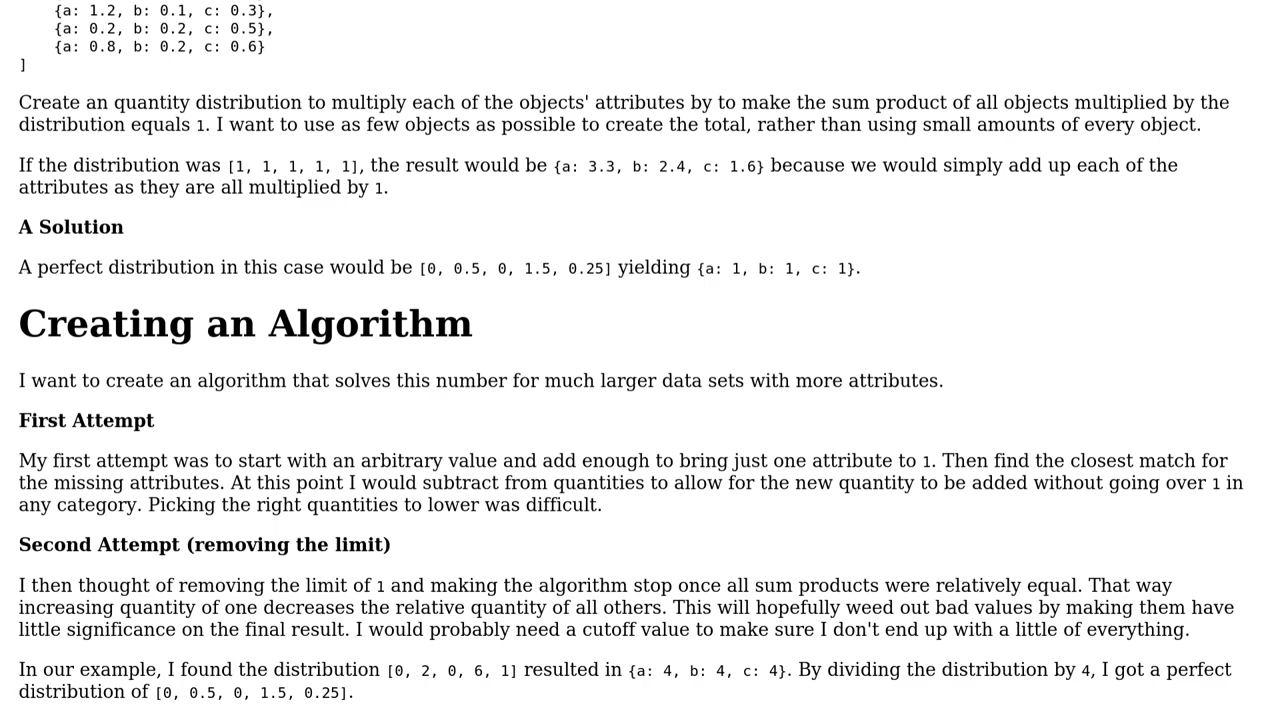 {a: 1.2, b: 0.1, c: 0.3},
{a: 0.2, b: 0.2, c: 0.5},
{a: 0.8, b: 0.2, c: 0.6}
]
Create an quantity distribution to multiply each of the objects' attributes by to make the sum product of all objects multiplied by the
distribution equals 1. I want to use as few objects as possible to create the total, rather than using small amounts of every object.
If the distribution was [1, 1, 1, 1, 1], the result would be {a: 3.3, b: 2.4, c: 1.6} because we would simply add up each of the
attributes as they are all multiplied by 1.
A Solution
A perfect distribution in this case would be [0, 0.5, 0, 1.5, 0.25] yielding {a: 1, b: 1, c: 1}.
Creating an Algorithm
I want to create an algorithm that solves this number for much larger data sets with more attributes.
First Attempt
My first attempt was to start with an arbitrary value and add enough to bring just one attribute to 1. Then find the closest match for
the missing attributes. At this point I would subtract from quantities to allow for the new quantity to be added without going over 1 in
any category. Picking the right quantities to lower was difficult.
Second Attempt (removing the limit)
I then thought of removing the limit of 1 and making the algorithm stop once all sum products were relatively equal. That way
increasing quantity of one decreases the relative quantity of all others. This will hopefully weed out bad values by making them have
little significance on the final result. I would probably need a cutoff value to make sure I don't end up with a little of everything.
In our example, I found the distribution [0, 2, 0, 6, 1] resulted in {a: 4, b: 4, c: 4}. By dividing the distribution by 4, I got a perfect
distribution of [0, 0.5, 0, 1.5, 0.25].